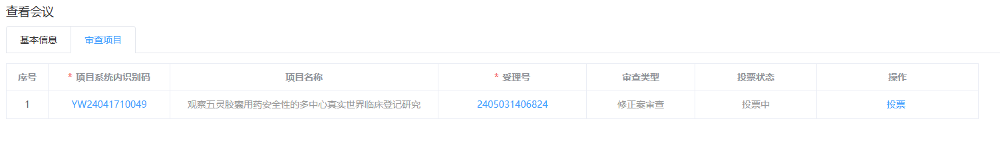 查看会议
基本信息 审查项目
序号 * 项目系统内识别码 项目名称 * 受理号 审查类型 投票状态 操作
1 YW24041710049 观察五灵胶囊用药安全性的多中心真实世界临床登记研究 2405031406824 修正案审查 投票中 投票